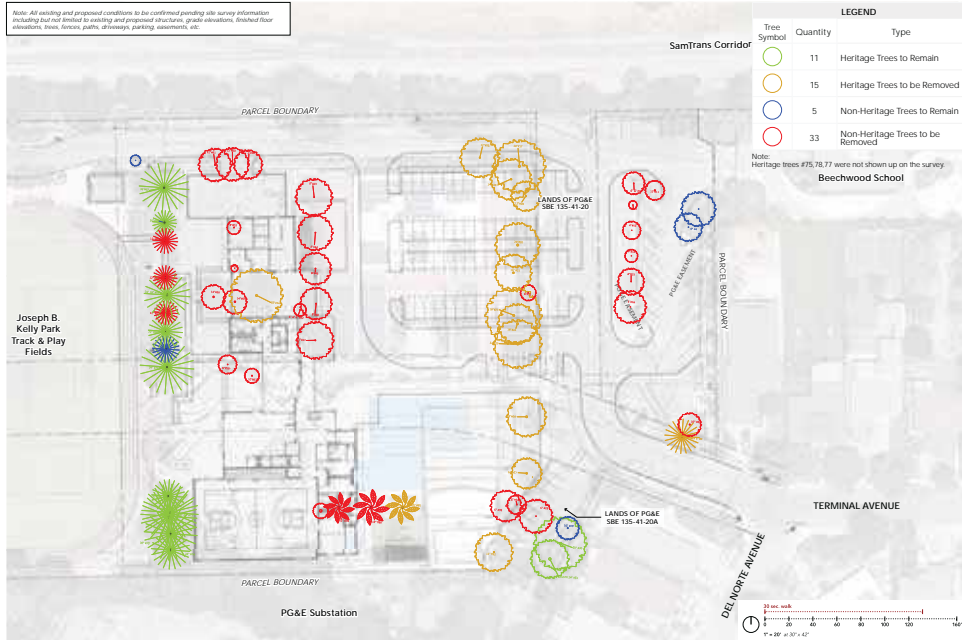 Note: All existing and proposed conditions to be confirmed pending site survey information
including but not limited to existing and proposed structures, grade elevations, finished floor
elevations, trees, fences, paths, driveways, parking, easements, etc.
SamTrans Corridor
LEGEND
Tree
Symbol
Quantity
Type
11 Heritage Trees to Remain
15 Heritage Trees to be Removed
5 Non-Heritage Trees to Remain
33 Non-Heritage Trees to be
Removed
Note:
Heritage trees #75,78,77 were not shown up on the survey.
Beechwood School
PARCEL BOUNDARY
LANDS OF PG&E
SBE 135-41-20
PG&E EASEMENT
PARCEL BOUNDARY
Joseph B.
Kelly Park
Track & Play
Fields
LANDS OF PG&E
SBE 135-41-20A
TERMINAL AVENUE
DEL NORTE AVENUE
PARCEL BOUNDARY
PG&E Substation
30 sec. walk
0 20 40 60 80 100 120 160'
1" = 20' at 30" x 42"